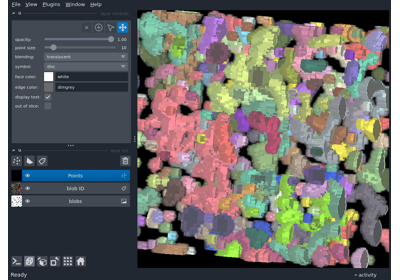 File View Plugins Window Help
opacity: 1.00
point size: 10
blending: translucent
symbol: disc
face color: white
edge color: dimgrey
display text:
out of slice:
Points
blob ID
blobs
Ready
activity